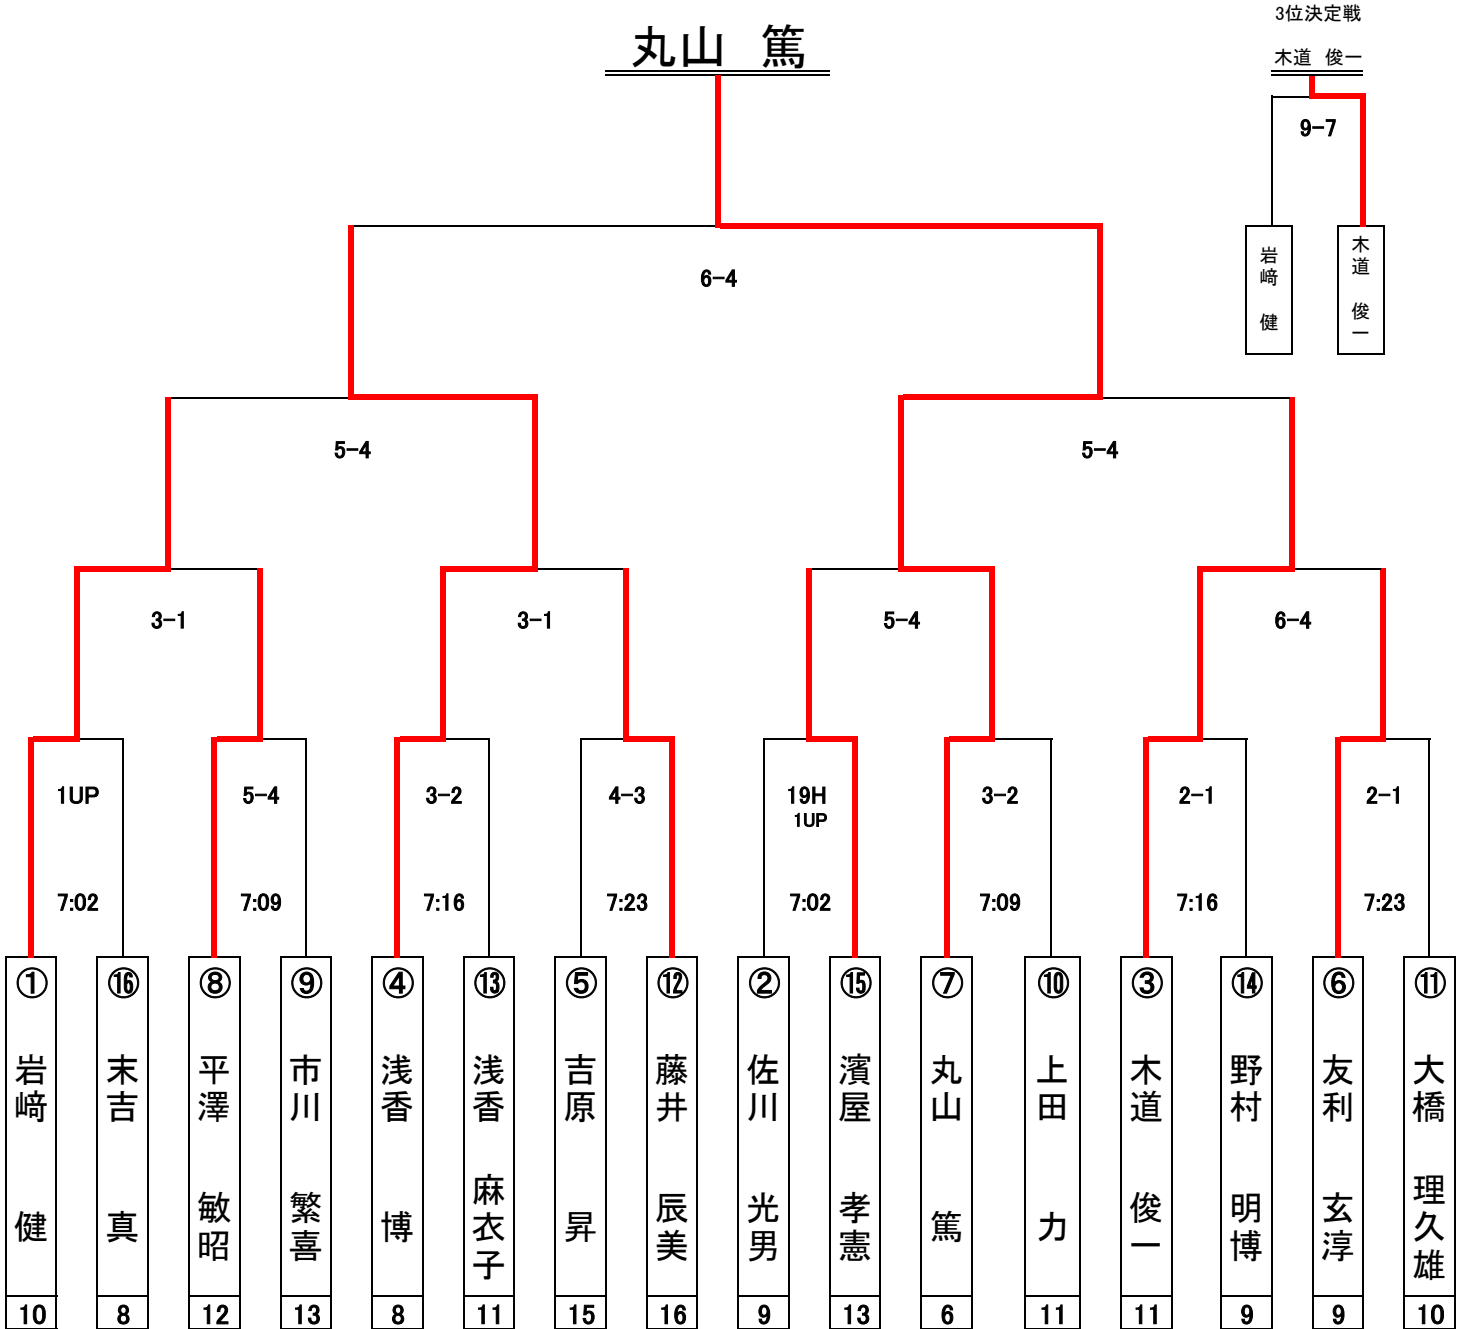 3位決定戦
丸山　篤
木道　俊一
9-7
岩﨑　健
木道　俊一
6-4
5-4
5-4
3-1
3-1
5-4
6-4
1UP
5-4
3-2
4-3
19H
1UP
3-2
2-1
2-1
7:02
7:09
7:16
7:23
7:02
7:09
7:16
7:23
①
⑯
⑧
⑨
④
⑬
⑤
⑫
②
⑮
⑦
⑩
③
⑭
⑥
⑪
岩﨑　健
末吉　真
平澤　敏昭
市川　繁喜
浅香　博
浅香　麻衣子
吉原　昇
藤井　辰美
佐川　光男
濱屋　孝憲
丸山　篤
上田　力
木道　俊一
野村　明博
友利　玄淳
大橋　理久雄
10
8
12
13
8
11
15
16
9
13
6
11
11
9
9
10